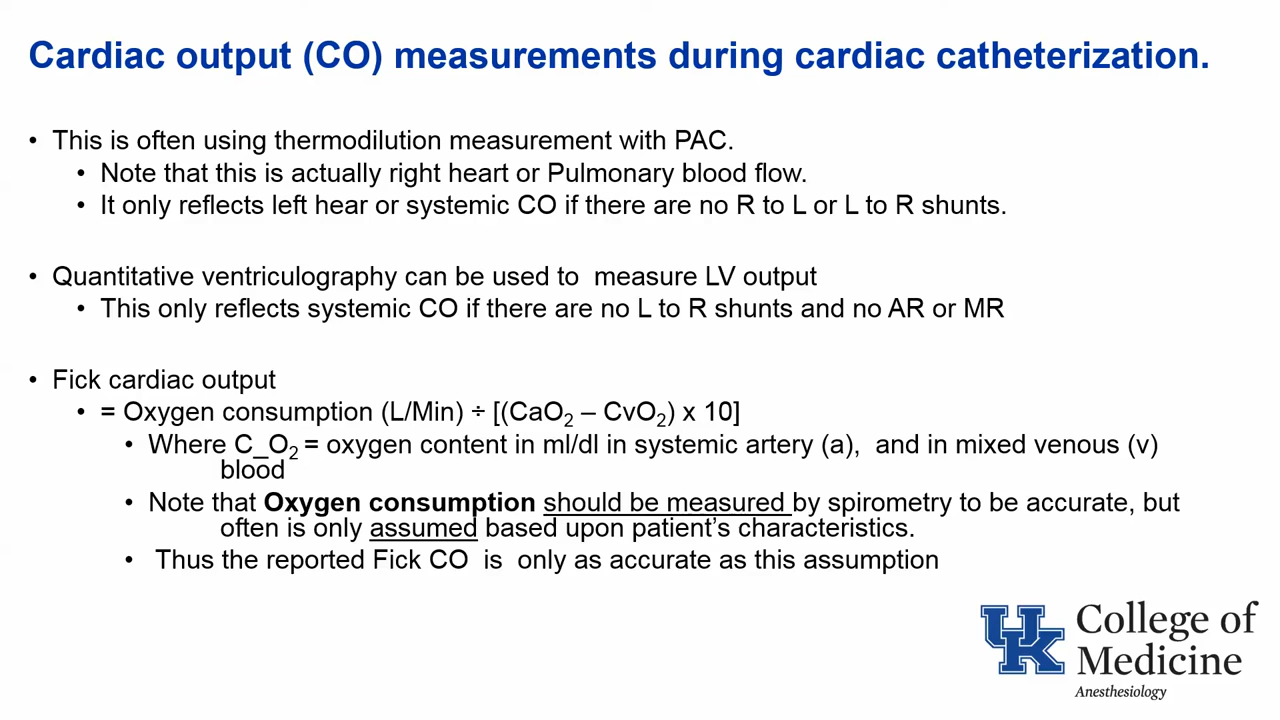 Cardiac output (CO) measurements during cardiac catheterization.
• This is often using thermodilution measurement with PAC.
• Note that this is actually right heart or Pulmonary blood flow.
• It only reflects left hear or systemic CO if there are no R to L or L to R shunts.
• Quantitative ventriculography can be used to  measure LV output
• This only reflects systemic CO if there are no L to R shunts and no AR or MR
• Fick cardiac output
• = Oxygen consumption (L/Min) ÷ [(CaO₂ – CvO₂) x 10]
• Where C_O₂ = oxygen content in ml/dl in systemic artery (a),  and in mixed venous (v)
blood
• Note that Oxygen consumption should be measured by spirometry to be accurate, but
often is only assumed based upon patient’s characteristics.
• Thus the reported Fick CO  is  only as accurate as this assumption
UK
College of
Medicine
Anesthesiology